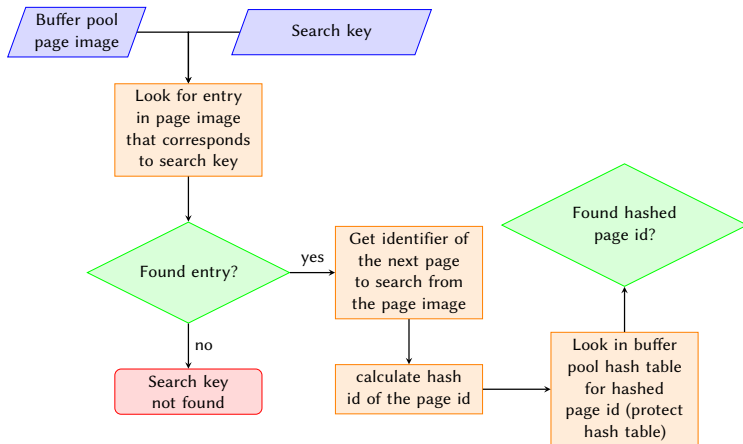 Buffer pool
page image
Search key
Look for entry
in page image
that corresponds
to search key
Found entry?
yes
no
Search key
not found
Get identifier of
the next page
to search from
the page image
calculate hash
id of the page id
Look in buffer
pool hash table
for hashed
page id (protect
hash table)
Found hashed
page id?